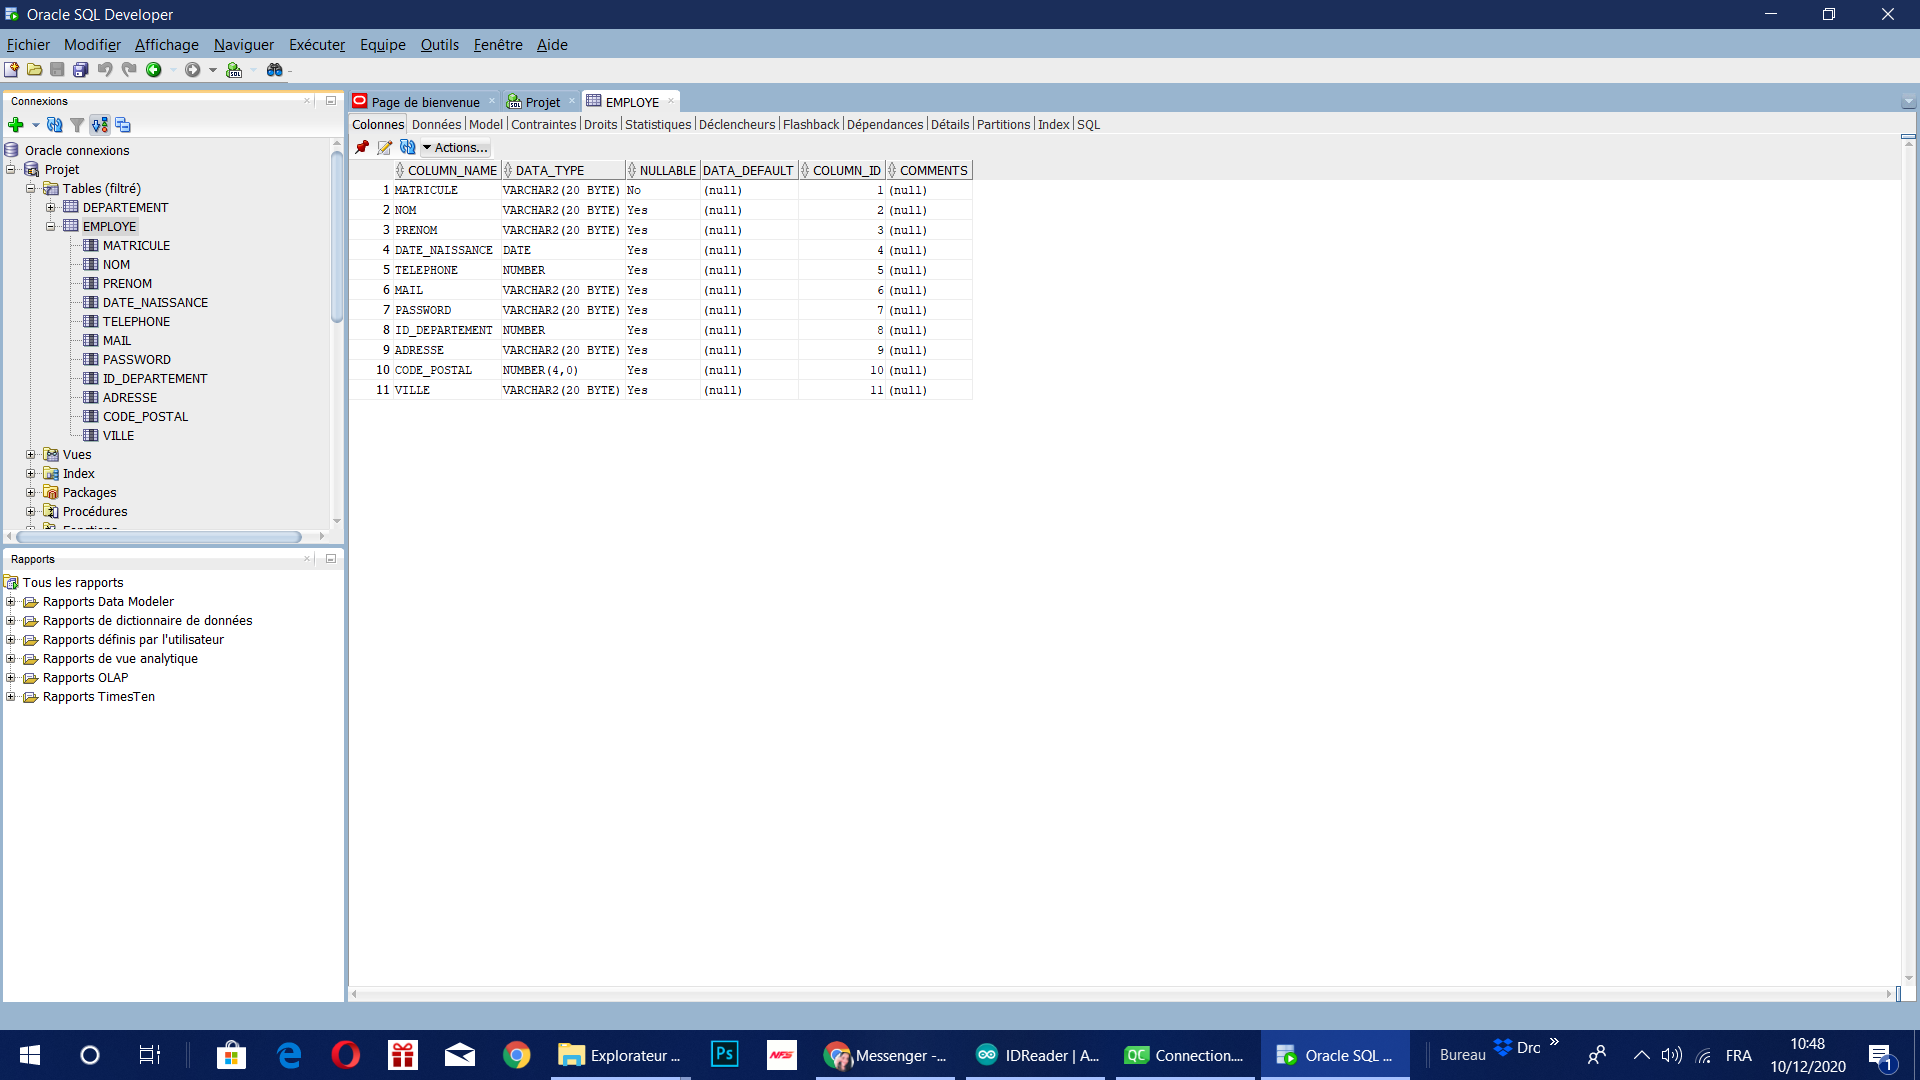 Oracle SQL Developer
Fichier Modifier Affichage Naviguer Exécuter Equipe Outils Fenêtre Aide
Connexions
Oracle connexions
Projet
Tables (filtré)
DEPARTEMENT
EMPLOYE
MATRICULE
NOM
PRENOM
DATE_NAISSANCE
TELEPHONE
MAIL
PASSWORD
ID_DEPARTEMENT
ADRESSE
CODE_POSTAL
VILLE
Vues
Index
Packages
Procédures
Rapports
Tous les rapports
Rapports Data Modeler
Rapports de dictionnaire de données
Rapports définis par l'utilisateur
Rapports de vue analytique
Rapports OLAP
Rapports TimesTen
Page de bienvenue Projet EMPLOYE
Colonnes Données Model Contraintes Droits Statistiques Déclencheurs Flashback Dépendances Détails Partitions Index SQL
Actions...
COLUMN_NAME DATA_TYPE NULLABLE DATA_DEFAULT COLUMN_ID COMMENTS
1 MATRICULE VARCHAR2(20 BYTE) No (null) 1 (null)
2 NOM VARCHAR2(20 BYTE) Yes (null) 2 (null)
3 PRENOM VARCHAR2(20 BYTE) Yes (null) 3 (null)
4 DATE_NAISSANCE DATE Yes (null) 4 (null)
5 TELEPHONE NUMBER Yes (null) 5 (null)
6 MAIL VARCHAR2(20 BYTE) Yes (null) 6 (null)
7 PASSWORD VARCHAR2(20 BYTE) Yes (null) 7 (null)
8 ID_DEPARTEMENT NUMBER Yes (null) 8 (null)
9 ADRESSE VARCHAR2(20 BYTE) Yes (null) 9 (null)
10 CODE_POSTAL NUMBER(4,0) Yes (null) 10 (null)
11 VILLE VARCHAR2(20 BYTE) Yes (null) 11 (null)
Ps NFS QC
Explorateur ... Messenger -... IDReader | A... Connection.... Oracle SQL ... Bureau Drc » FRA
10:48
10/12/2020
1